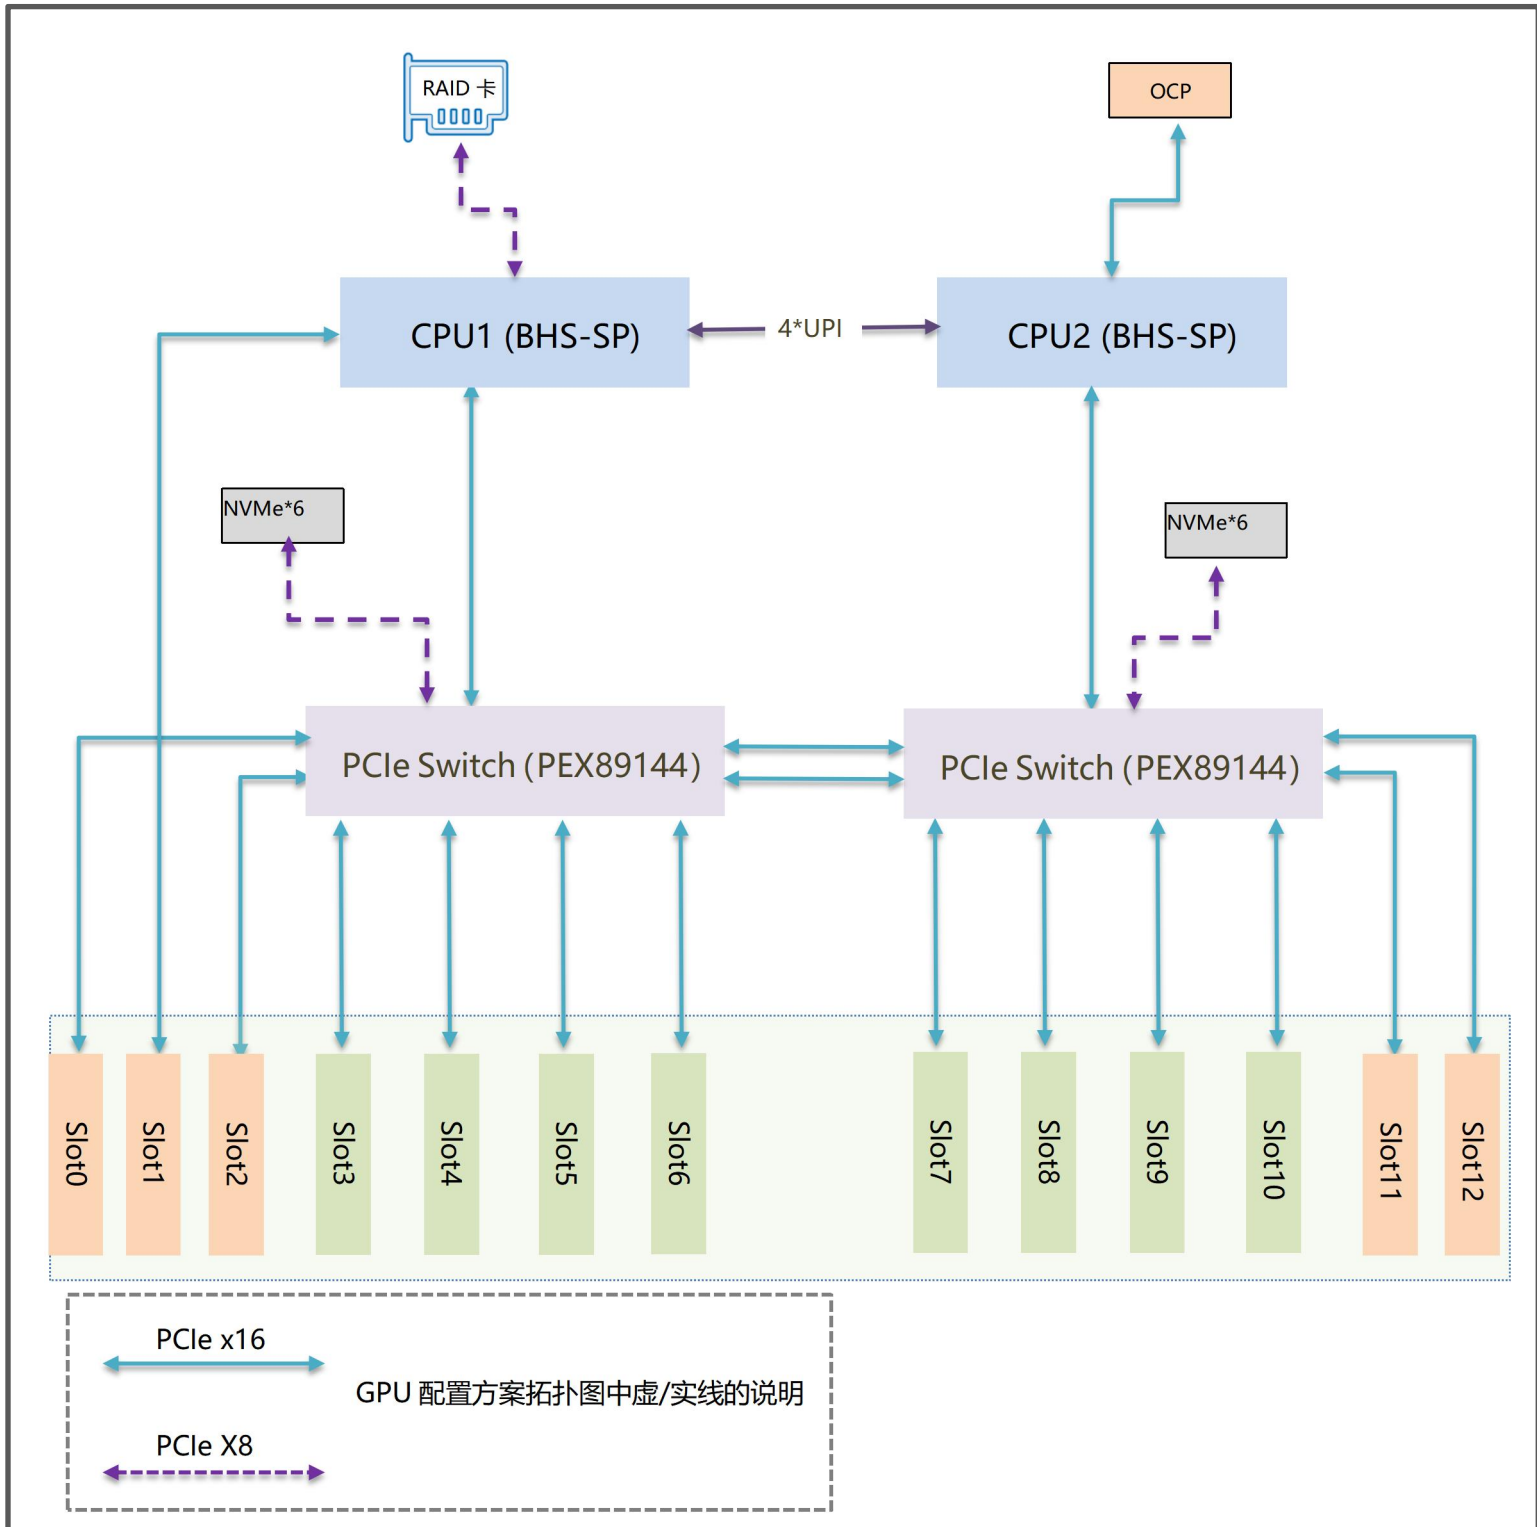 RAID 卡
OCP
CPU1 (BHS-SP)
4*UPI
CPU2 (BHS-SP)
NVMe*6
NVMe*6
PCIe Switch（PEX89144）
PCIe Switch（PEX89144）
Slot0
Slot1
Slot2
Slot3
Slot4
Slot5
Slot6
Slot7
Slot8
Slot9
Slot10
Slot11
Slot12
PCIe x16
GPU 配置方案拓扑图中虚/实线的说明
PCIe X8